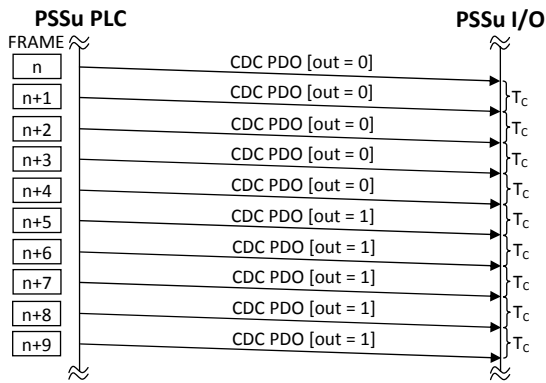 PSSu PLC PSSu I/O
FRAME
n CDC PDO [out = 0]
n+1 CDC PDO [out = 0] TC
n+2 CDC PDO [out = 0] TC
n+3 CDC PDO [out = 0] TC
n+4 CDC PDO [out = 0] TC
n+5 CDC PDO [out = 1] TC
n+6 CDC PDO [out = 1] TC
n+7 CDC PDO [out = 1] TC
n+8 CDC PDO [out = 1] TC
n+9 CDC PDO [out = 1] TC